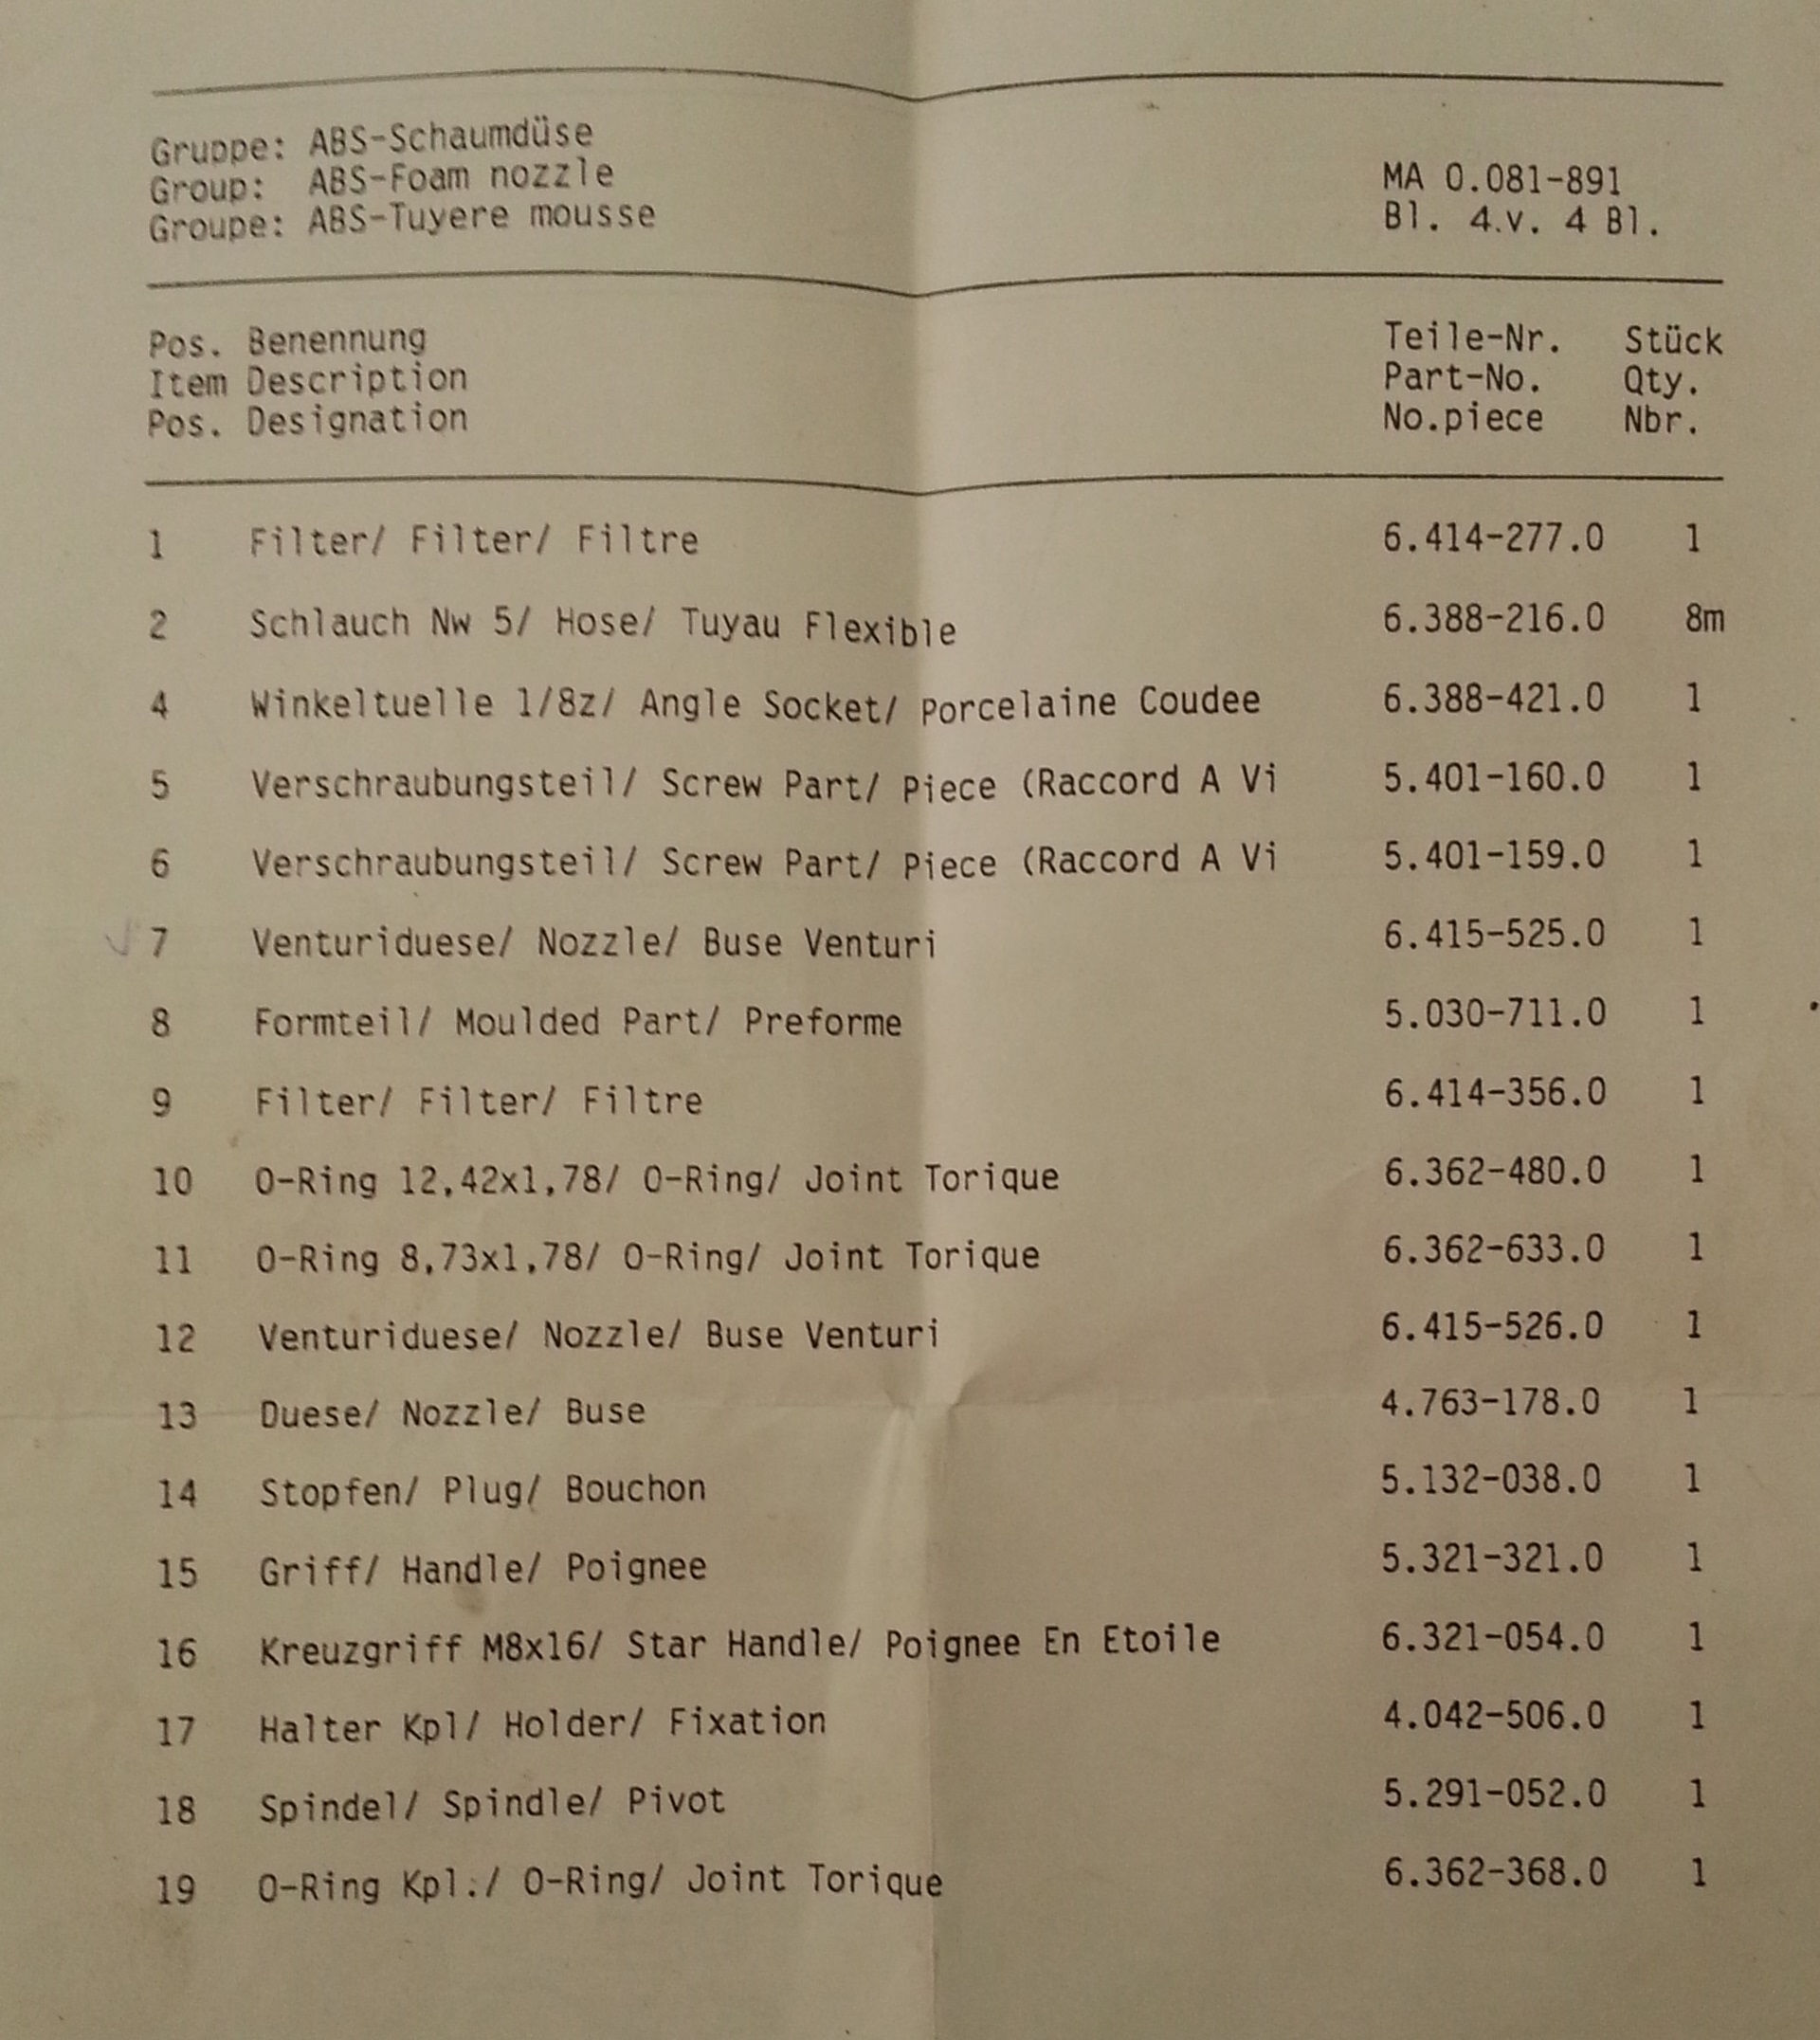 Gruppe: ABS-Schaumdüse
Group: ABS-Foam nozzle
Groupe: ABS-Tuyere mousse
MA 0.081-891
Bl. 4.v. 4 Bl.
Pos. Benennung Teile-Nr. Stück
Item Description Part-No. Qty.
Pos. Designation No.piece Nbr.
1 Filter/ Filter/ Filtre 6.414-277.0 1
2 Schlauch Nw 5/ Hose/ Tuyau Flexible 6.388-216.0 8m
4 Winkeltuelle 1/8z/ Angle Socket/ Porcelaine Coudee 6.388-421.0 1
5 Verschraubungsteil/ Screw Part/ Piece (Raccord A Vi 5.401-160.0 1
6 Verschraubungsteil/ Screw Part/ Piece (Raccord A Vi 5.401-159.0 1
7 Venturiduese/ Nozzle/ Buse Venturi 6.415-525.0 1
8 Formteil/ Moulded Part/ Preforme 5.030-711.0 1
9 Filter/ Filter/ Filtre 6.414-356.0 1
10 O-Ring 12,42x1,78/ O-Ring/ Joint Torique 6.362-480.0 1
11 O-Ring 8,73x1,78/ O-Ring/ Joint Torique 6.362-633.0 1
12 Venturiduese/ Nozzle/ Buse Venturi 6.415-526.0 1
13 Duese/ Nozzle/ Buse 4.763-178.0 1
14 Stopfen/ Plug/ Bouchon 5.132-038.0 1
15 Griff/ Handle/ Poignee 5.321-321.0 1
16 Kreuzgriff M8x16/ Star Handle/ Poignee En Etoile 6.321-054.0 1
17 Halter Kpl/ Holder/ Fixation 4.042-506.0 1
18 Spindel/ Spindle/ Pivot 5.291-052.0 1
19 O-Ring Kpl./ O-Ring/ Joint Torique 6.362-368.0 1